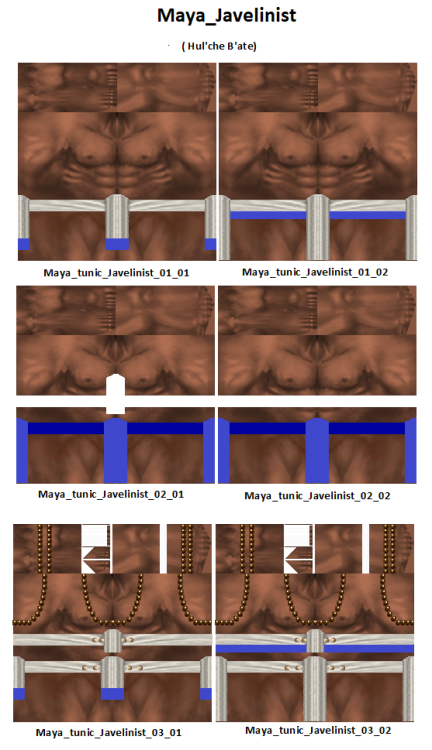 Maya_Javelinist
( Hul'che B'ate)
Maya_tunic_Javelinist_01_01
Maya_tunic_Javelinist_01_02
Maya_tunic_Javelinist_02_01
Maya_tunic_Javelinist_02_02
Maya_tunic_Javelinist_03_01
Maya_tunic_Javelinist_03_02